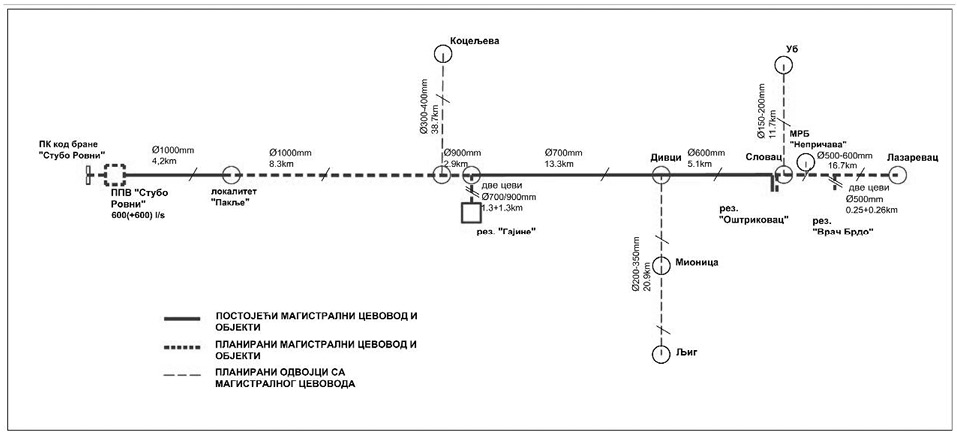 Коцељева
Уб
Ø300-400mm
38.7km
Ø150-200mm
11.7km
МРБ
"Непричава"
ПК код бране
"Стубо Ровни"
Ø1000mm
4,2km
Ø1000mm
8.3km
Ø900mm
2.9km
Ø700mm
13.3km
Дивци
Ø600mm
5.1km
Словац
Ø500-600mm
16.7km
Лазаревац
две цеви
Ø700/900mm
1.3+1.3km
две цеви
Ø500mm
0.25+0.26km
ППВ "Стубо
Ровни"
600(+600) l/s
локалитет
"Пакље"
рез. "Гајине"
рез.
"Оштриковац"
рез.
"Врач Брдо"
Ø200-350mm
20.9km
Мионица
Љиг
ПОСТОЈЕЋИ МАГИСТРАЛНИ ЦЕВОВОД И
ОБЈЕКТИ
ПЛАНИРАНИ МАГИСТРАЛНИ ЦЕВОВОД И
ОБЈЕКТИ
ПЛАНИРАНИ ОДВОЈЦИ СА
МАГИСТРАЛНОГ ЦЕВОВОДА